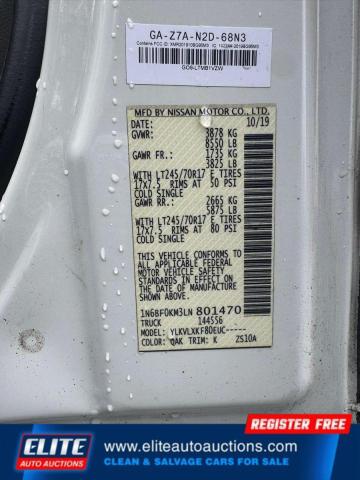 GA-Z7A-N2D-68N3
GO9-LTMB1VZW
MFD BY NISSAN MOTOR CO., LTD.
10/19
GVWR: 3878 KG
8550 LB
GAWR FR.: 1735 KG
3825 LB
WITH LT245/70R17 E TIRES
17X7.5 RIMS AT 50 PSI
COLD SINGLE
GAWR RR.: 2665 KG
5875 LB
WITH LT245/70R17 E TIRES
17X7.5 RIMS AT 80 PSI
COLD SINGLE
THIS VEHICLE CONFORMS TO
ALL APPLICABLE FEDERAL
MOTOR VEHICLE SAFETY
STANDARDS IN EFFECT ON
THE DATE OF MANUFACTURE
SHOWN ABOVE.
1N6BF0KM3LN 801470
TRUCK 144556
MODEL: YLKVLXKF80EUC-----
COLOR: QAK TRIM: K ZS10A
ELITE
AUTO AUCTIONS
REGISTER FREE!
www.eliteautoauctions.com
CLEAN & SALVAGE CARS FOR SALE